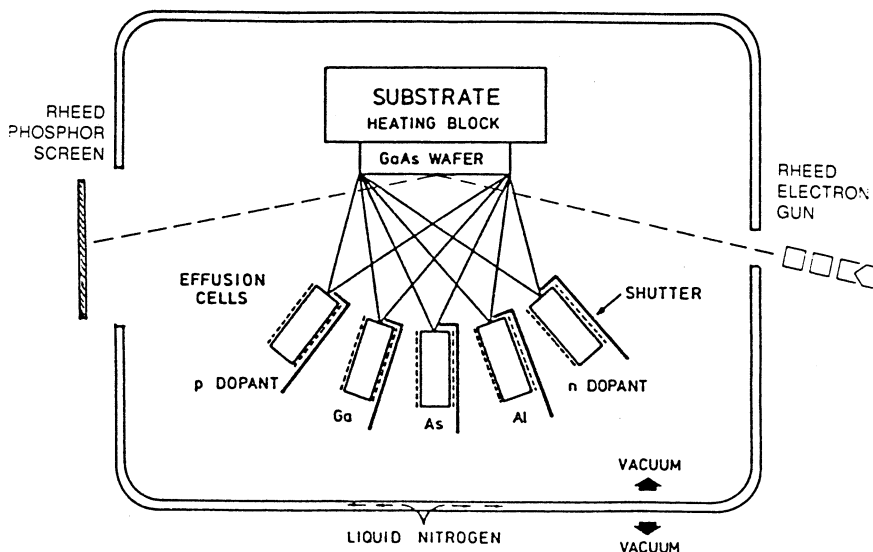 SUBSTRATE
HEATING BLOCK
GaAs WAFER
RHEED
PHOSPHOR
SCREEN
RHEED
ELECTRON
GUN
EFFUSION
CELLS
SHUTTER
p DOPANT
Ga
As
Al
n DOPANT
VACUUM
LIQUID NITROGEN
VACUUM